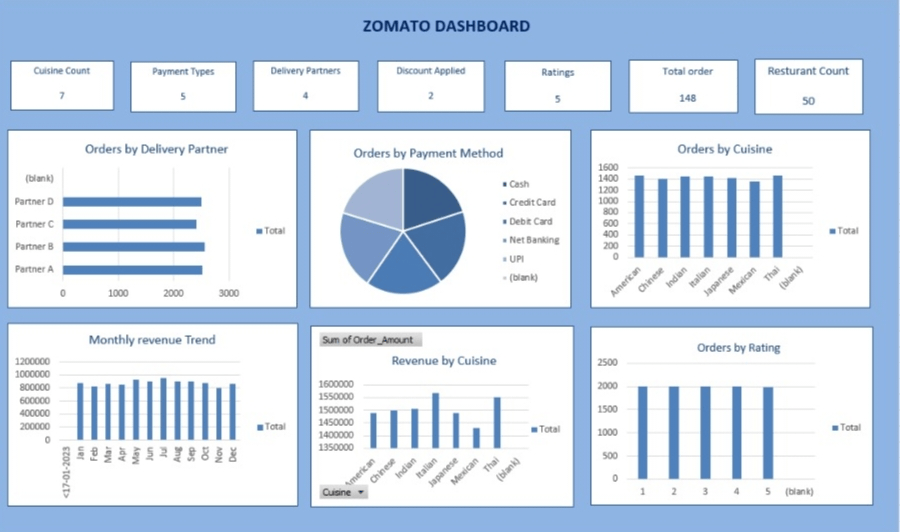 ZOMATO DASHBOARD
Cuisine Count
7
Payment Types
5
Delivery Partners
4
Discount Applied
2
Ratings
5
Total order
148
Resturant Count
50
Orders by Delivery Partner
(blank)
Partner D
Partner C
Partner B
Partner A
0 1000 2000 3000
Total
Orders by Payment Method
Cash
Credit Card
Debit Card
Net Banking
UPI
(blank)
Orders by Cuisine
1600
1400
1200
1000
800
600
400
200
0
American Chinese Indian Italian Japanese Mexican Thai (blank)
Total
Monthly revenue Trend
1200000
1000000
800000
600000
400000
200000
0
<17-01-2023 Jan Feb Mar Apr May Jun Jul Aug Sep Oct Nov Dec
Total
Sum of Order_Amount
Revenue by Cuisine
1600000
1550000
1500000
1450000
1400000
1350000
American Chinese Indian Italian Japanese Mexican Thai (blank)
Total
Cuisine
Orders by Rating
2500
2000
1500
1000
500
0
1 2 3 4 5 (blank)
Total